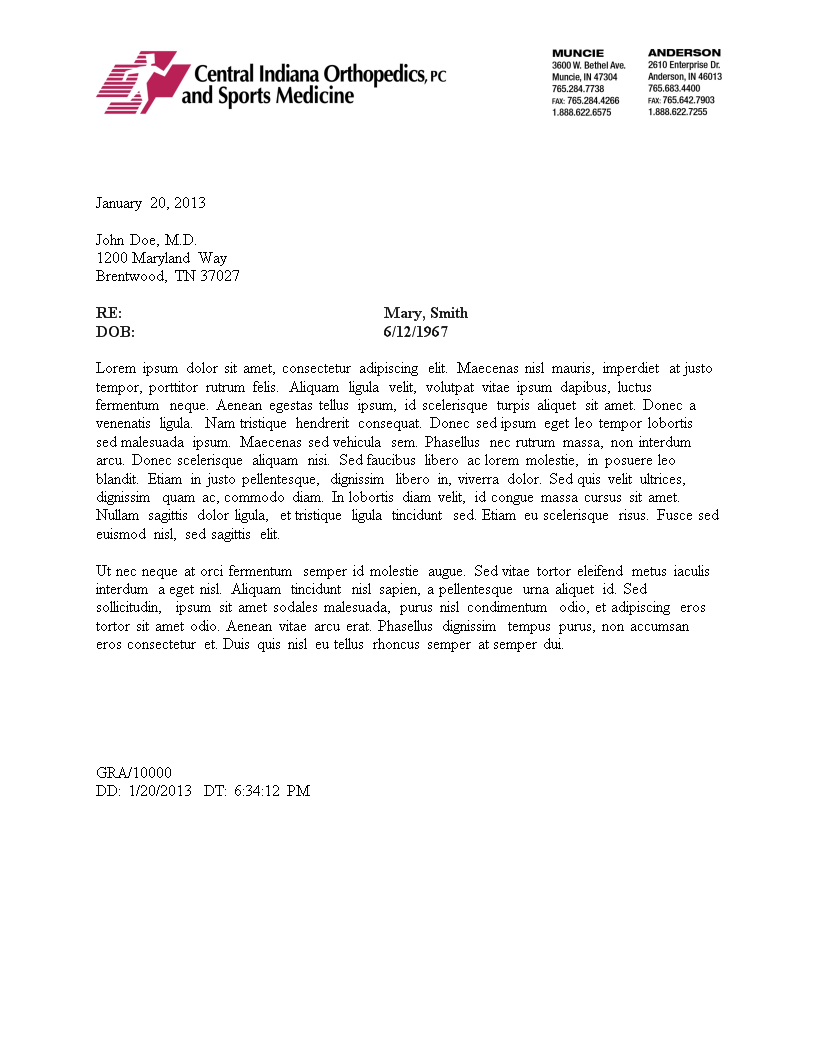 Central Indiana Orthopedics, PC
and Sports Medicine
MUNCIE
3600 W. Bethel Ave.
Muncie, IN 47304
765.284.7738
FAX: 765.284.4266
1.888.622.6575
ANDERSON
2610 Enterprise Dr.
Anderson, IN 46013
765.683.4400
FAX: 765.642.7903
1.888.622.7255
January 20, 2013
John Doe, M.D.
1200 Maryland Way
Brentwood, TN 37027
RE: Mary, Smith
DOB: 6/12/1967
Lorem ipsum dolor sit amet, consectetur adipiscing elit. Maecenas nisl mauris, imperdiet at justo
tempor, porttitor rutrum felis. Aliquam ligula velit, volutpat vitae ipsum dapibus, luctus
fermentum neque. Aenean egestas tellus ipsum, id scelerisque turpis aliquet sit amet. Donec a
venenatis ligula. Nam tristique hendrerit consequat. Donec sed ipsum eget leo tempor lobortis
sed malesuada ipsum. Maecenas sed vehicula sem. Phasellus nec rutrum massa, non interdum
arcu. Donec scelerisque aliquam nisi. Sed faucibus libero ac lorem molestie, in posuere leo
blandit. Etiam in justo pellentesque, dignissim libero in, viverra dolor. Sed quis velit ultrices,
dignissim quam ac, commodo diam. In lobortis diam velit, id congue massa cursus sit amet.
Nullam sagittis dolor ligula, et tristique ligula tincidunt sed. Etiam eu scelerisque risus. Fusce sed
euismod nisl, sed sagittis elit.
Ut nec neque at orci fermentum semper id molestie augue. Sed vitae tortor eleifend metus iaculis
interdum a eget nisl. Aliquam tincidunt nisl sapien, a pellentesque urna aliquet id. Sed
sollicitudin, ipsum sit amet sodales malesuada, purus nisl condimentum odio, et adipiscing eros
tortor sit amet odio. Aenean vitae arcu erat. Phasellus dignissim tempus purus, non accumsan
eros consectetur et. Duis quis nisl eu tellus rhoncus semper at semper dui.
GRA/10000
DD: 1/20/2013 DT: 6:34:12 PM